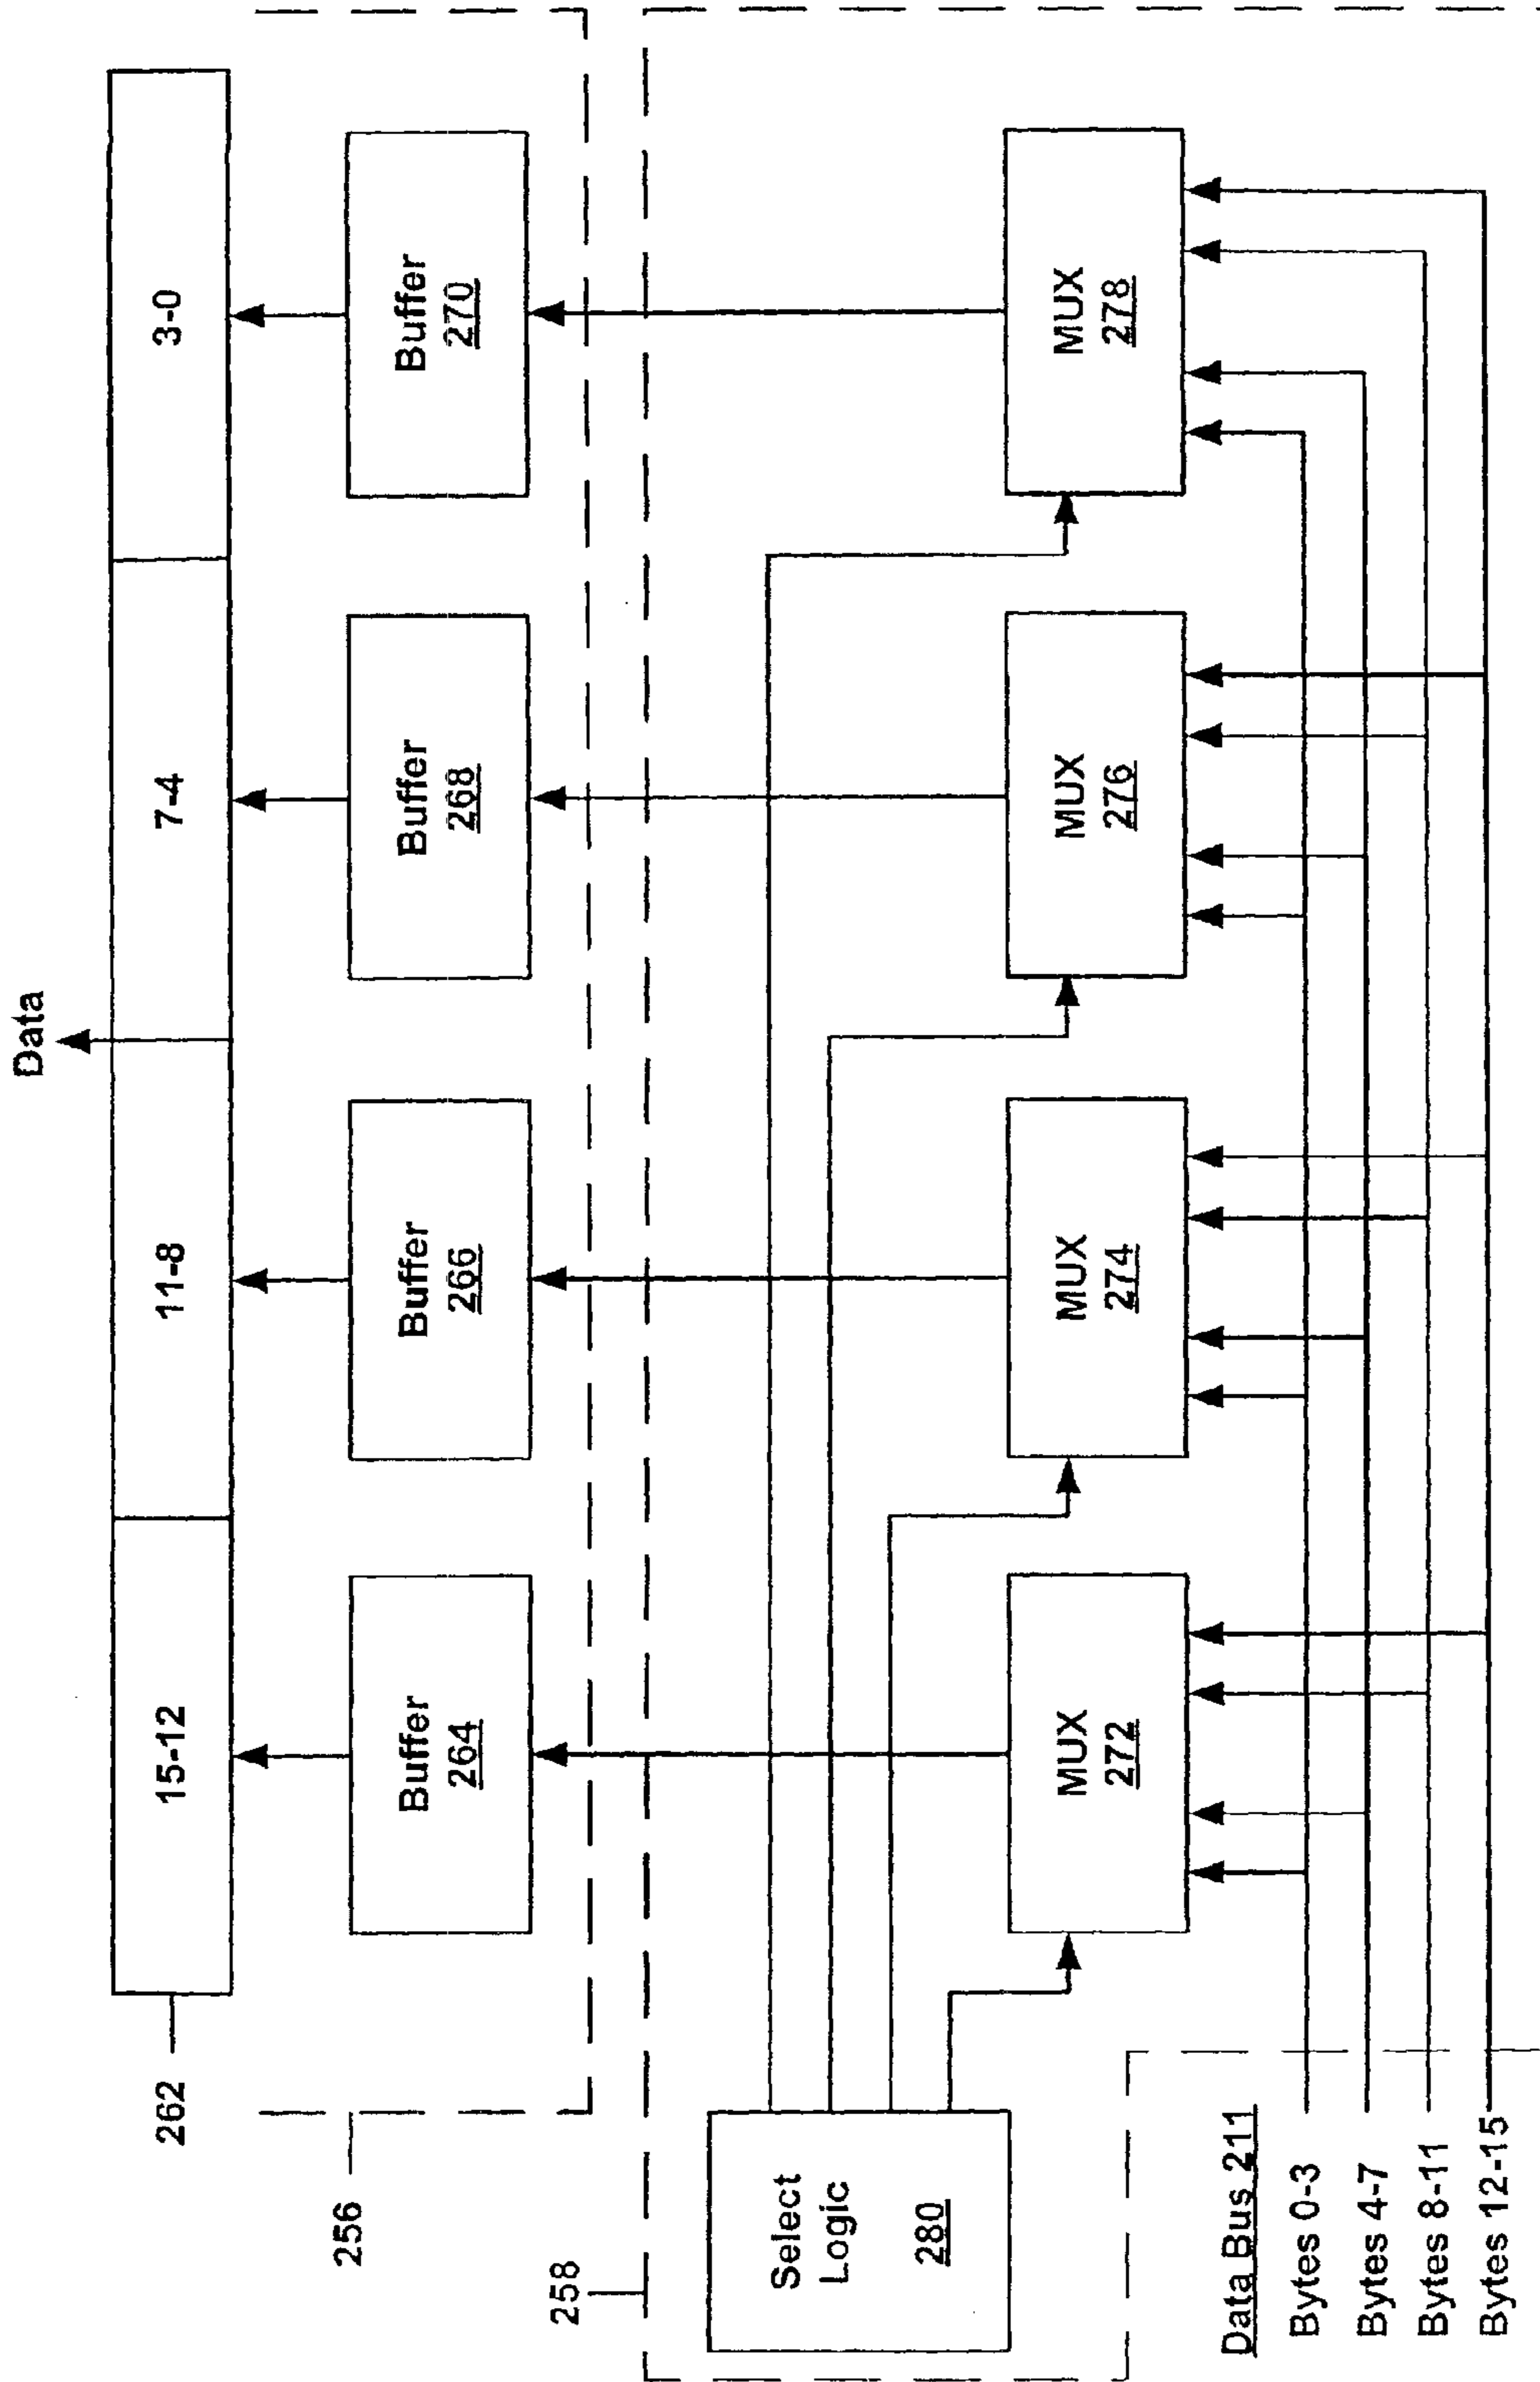 Data
262
15-12
11-8
7-4
3-0
256
Buffer
264
Buffer
266
Buffer
268
Buffer
270
258
Select
Logic
280
MUX
272
MUX
274
MUX
276
MUX
278
Data Bus 211
Bytes 0-3
Bytes 4-7
Bytes 8-11
Bytes 12-15